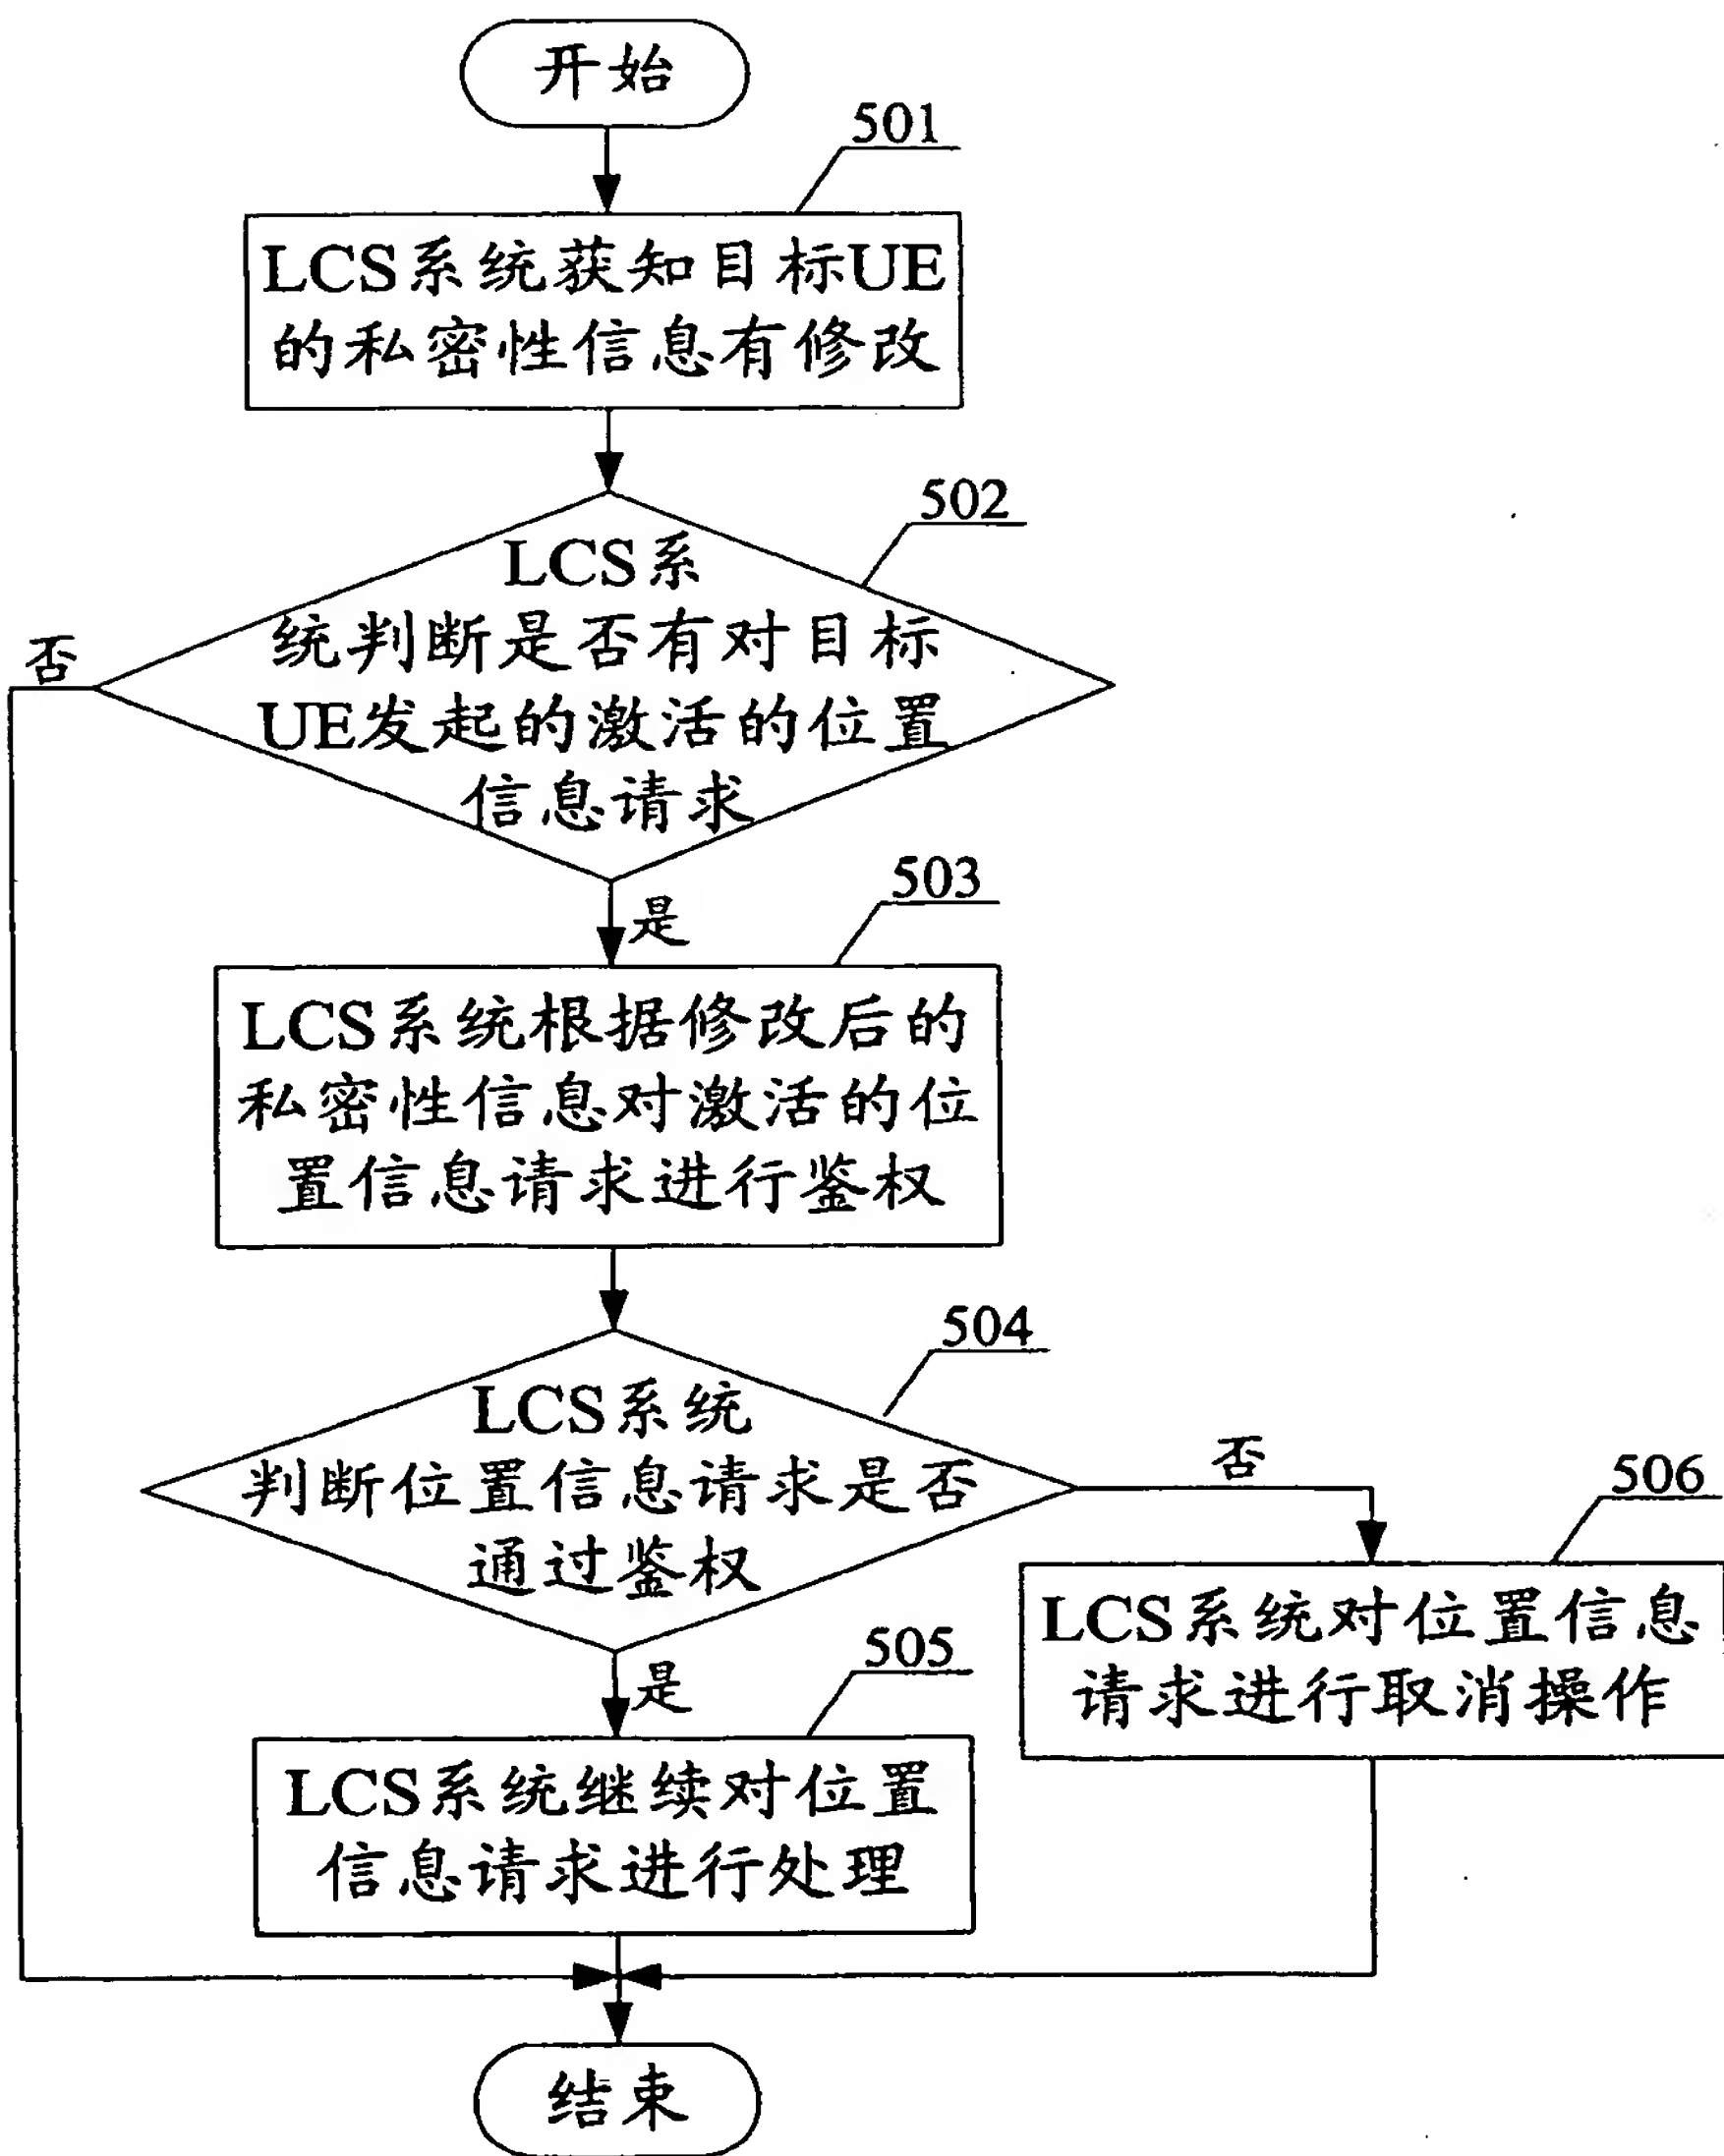 开始
501
LCS系统获知目标UE
的私密性信息有修改
502
LCS系
统判断是否有对目标
UE发起的激活的位置
信息请求
否
是
503
LCS系统根据修改后的
私密性信息对激活的位
置信息请求进行鉴权
504
LCS系统
判断位置信息请求是否
通过鉴权
否
506
LCS系统对位置信息
请求进行取消操作
是
505
LCS系统继续对位置
信息请求进行处理
结束